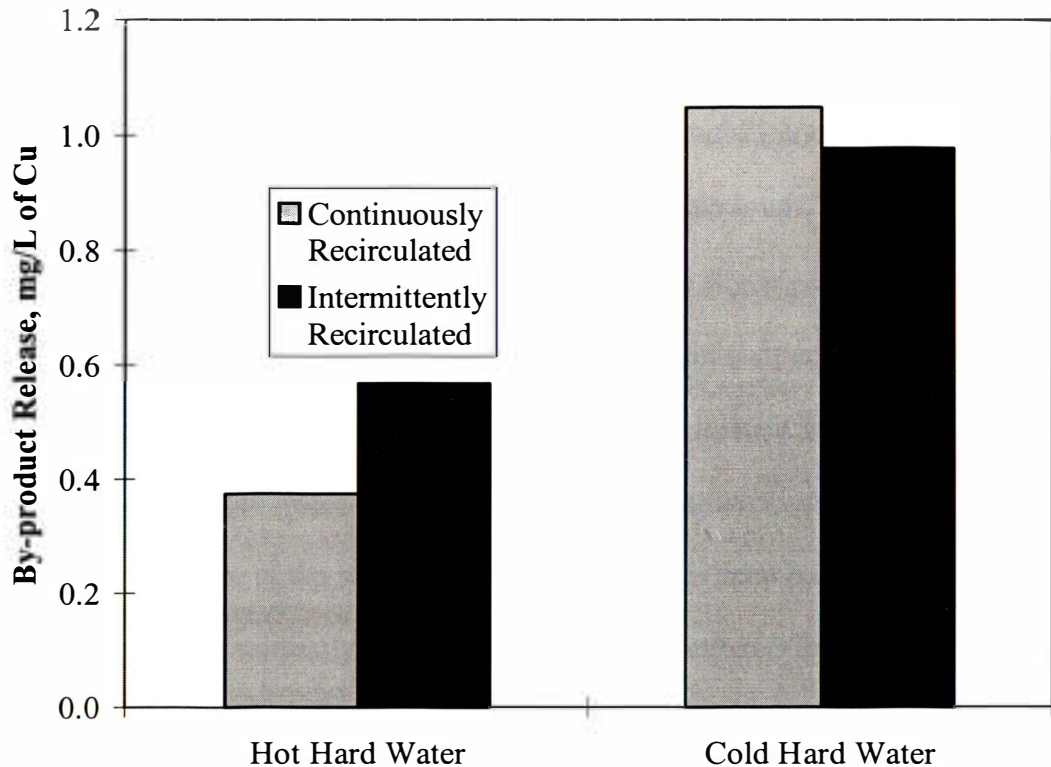 1.2
1.0
0.8
0.6
0.4
0.2
0.0
By-product Release, mg/L of Cu
Continuously
Recirculated
Intermittently
Recirculated
Hot Hard Water
Cold Hard Water